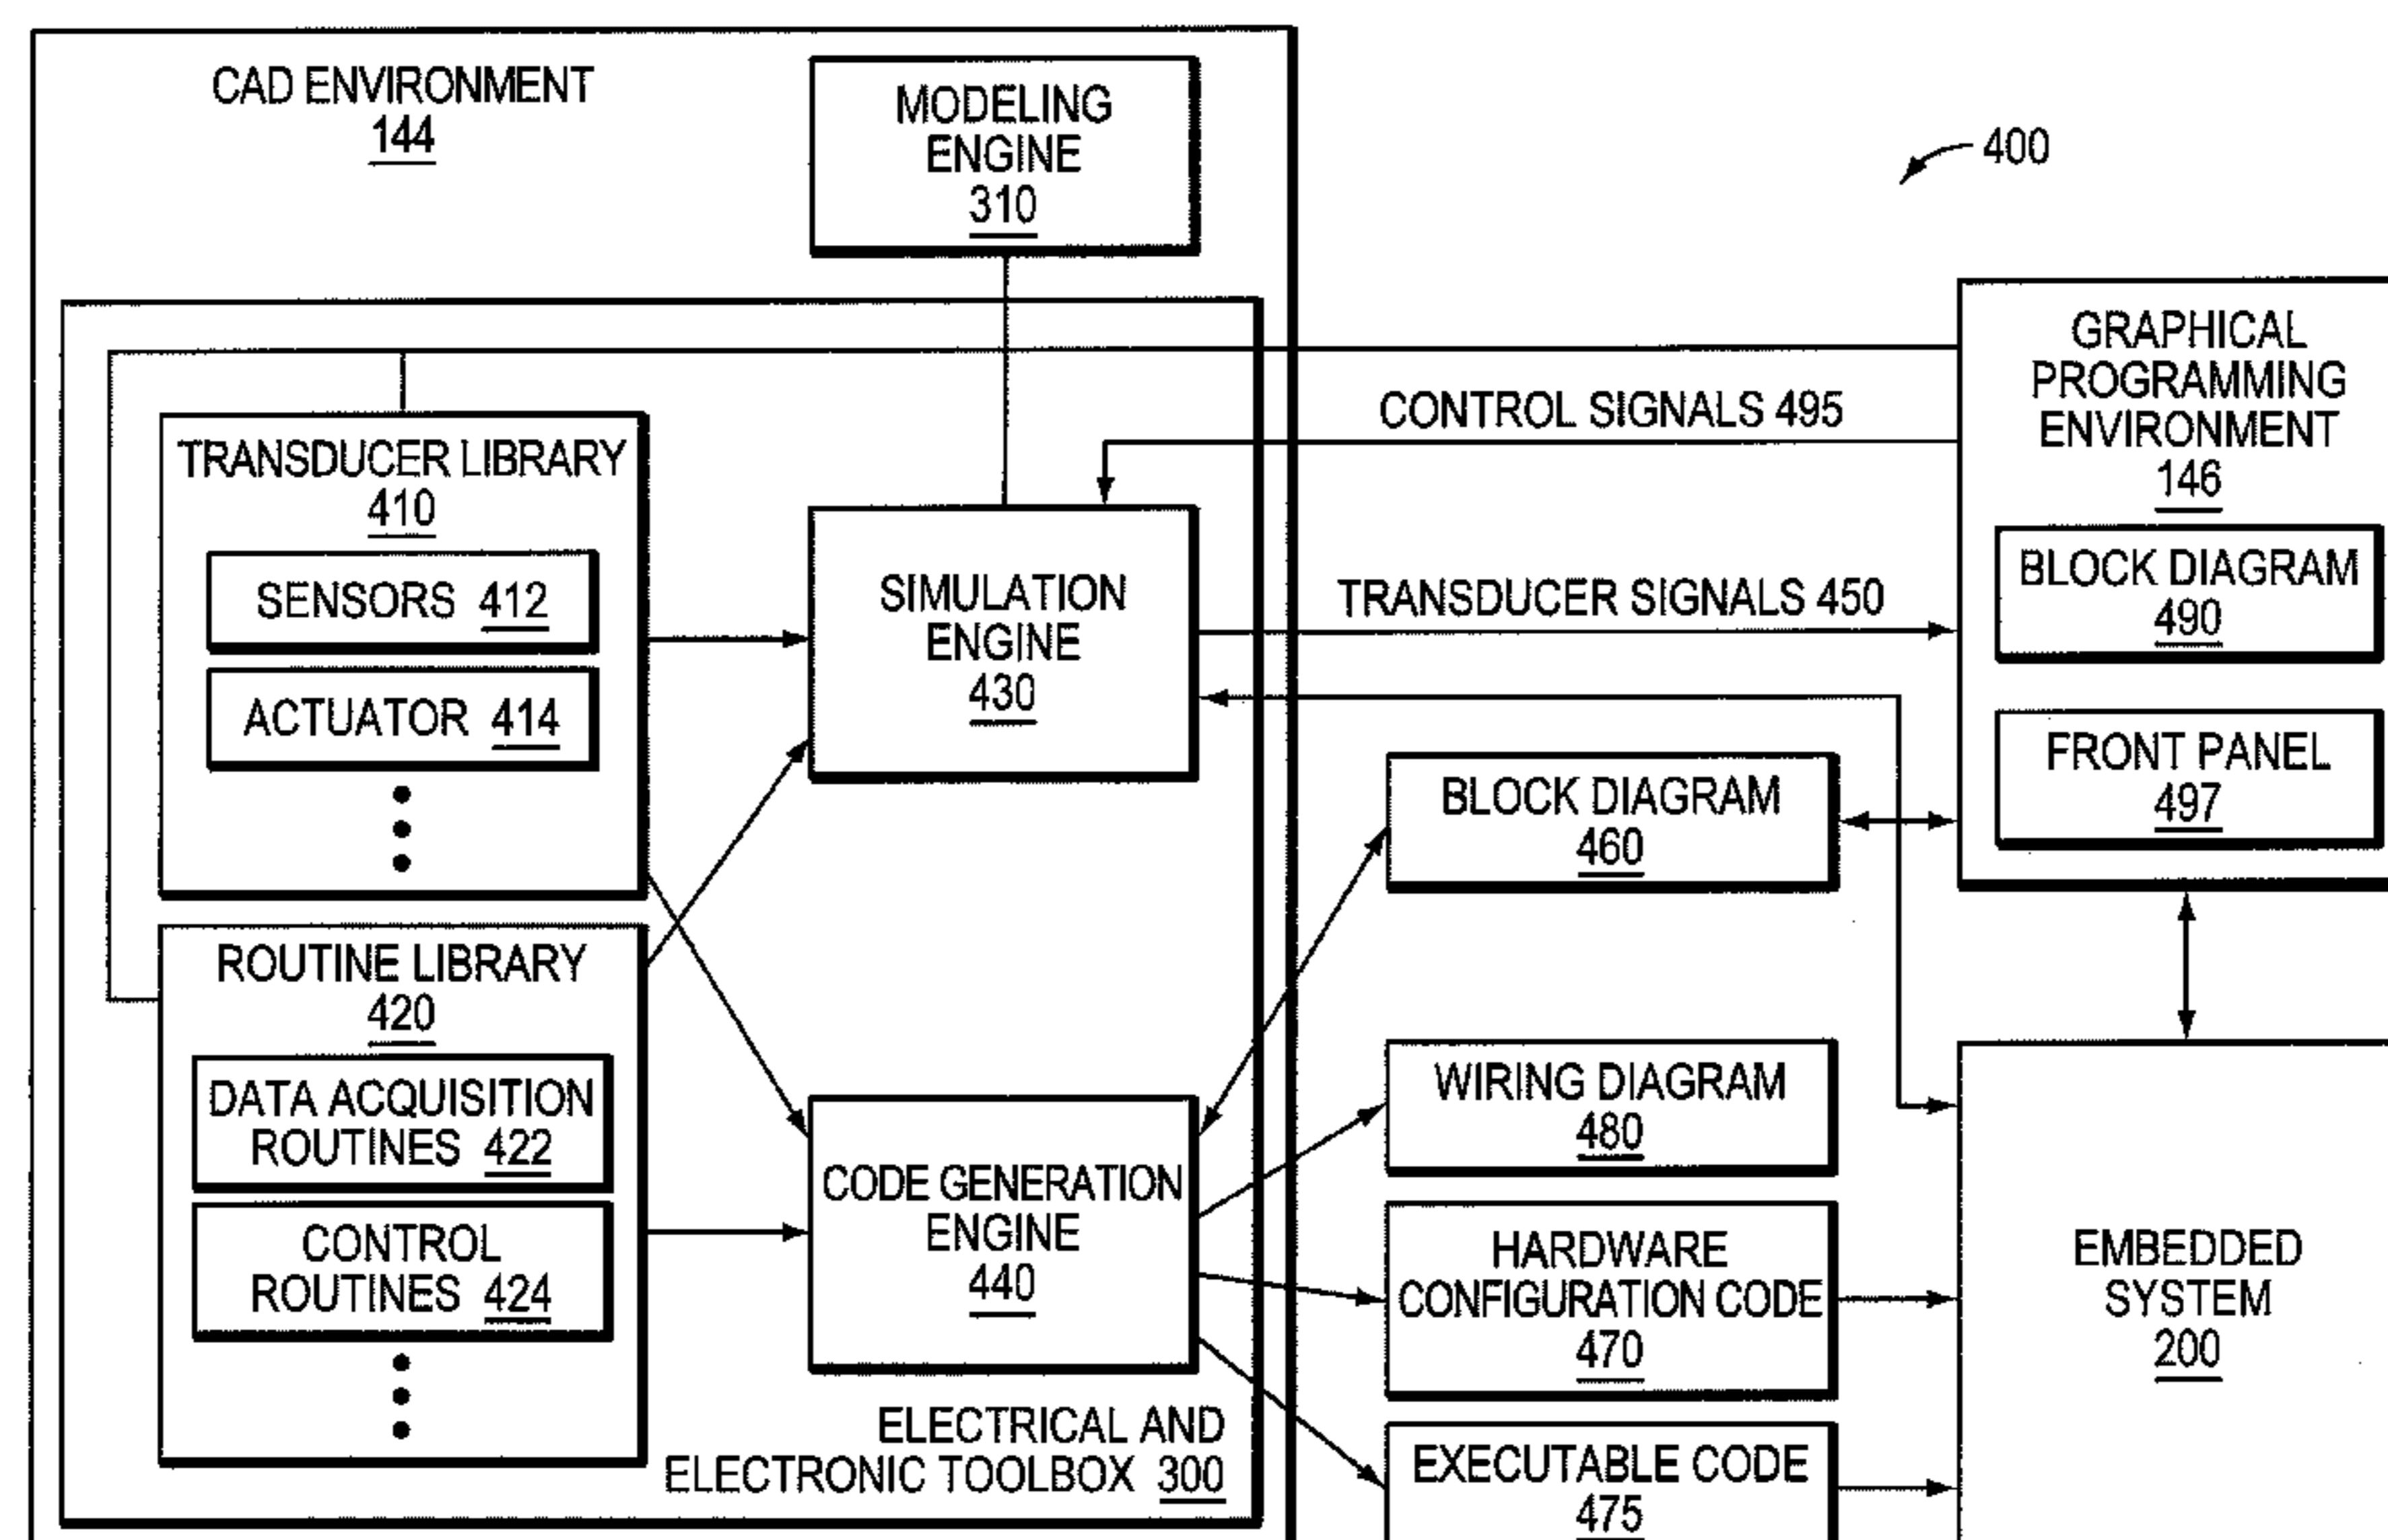 CAD ENVIRONMENT
144
MODELING
ENGINE
310
400
GRAPHICAL
PROGRAMMING
ENVIRONMENT
146
BLOCK DIAGRAM
490
FRONT PANEL
497
CONTROL SIGNALS 495
TRANSDUCER SIGNALS 450
TRANSDUCER LIBRARY
410
SENSORS 412
ACTUATOR 414
SIMULATION
ENGINE
430
BLOCK DIAGRAM
460
ROUTINE LIBRARY
420
DATA ACQUISITION
ROUTINES 422
CONTROL
ROUTINES 424
CODE GENERATION
ENGINE
440
WIRING DIAGRAM
480
HARDWARE
CONFIGURATION CODE
470
EXECUTABLE CODE
475
EMBEDDED
SYSTEM
200
ELECTRICAL AND
ELECTRONIC TOOLBOX 300